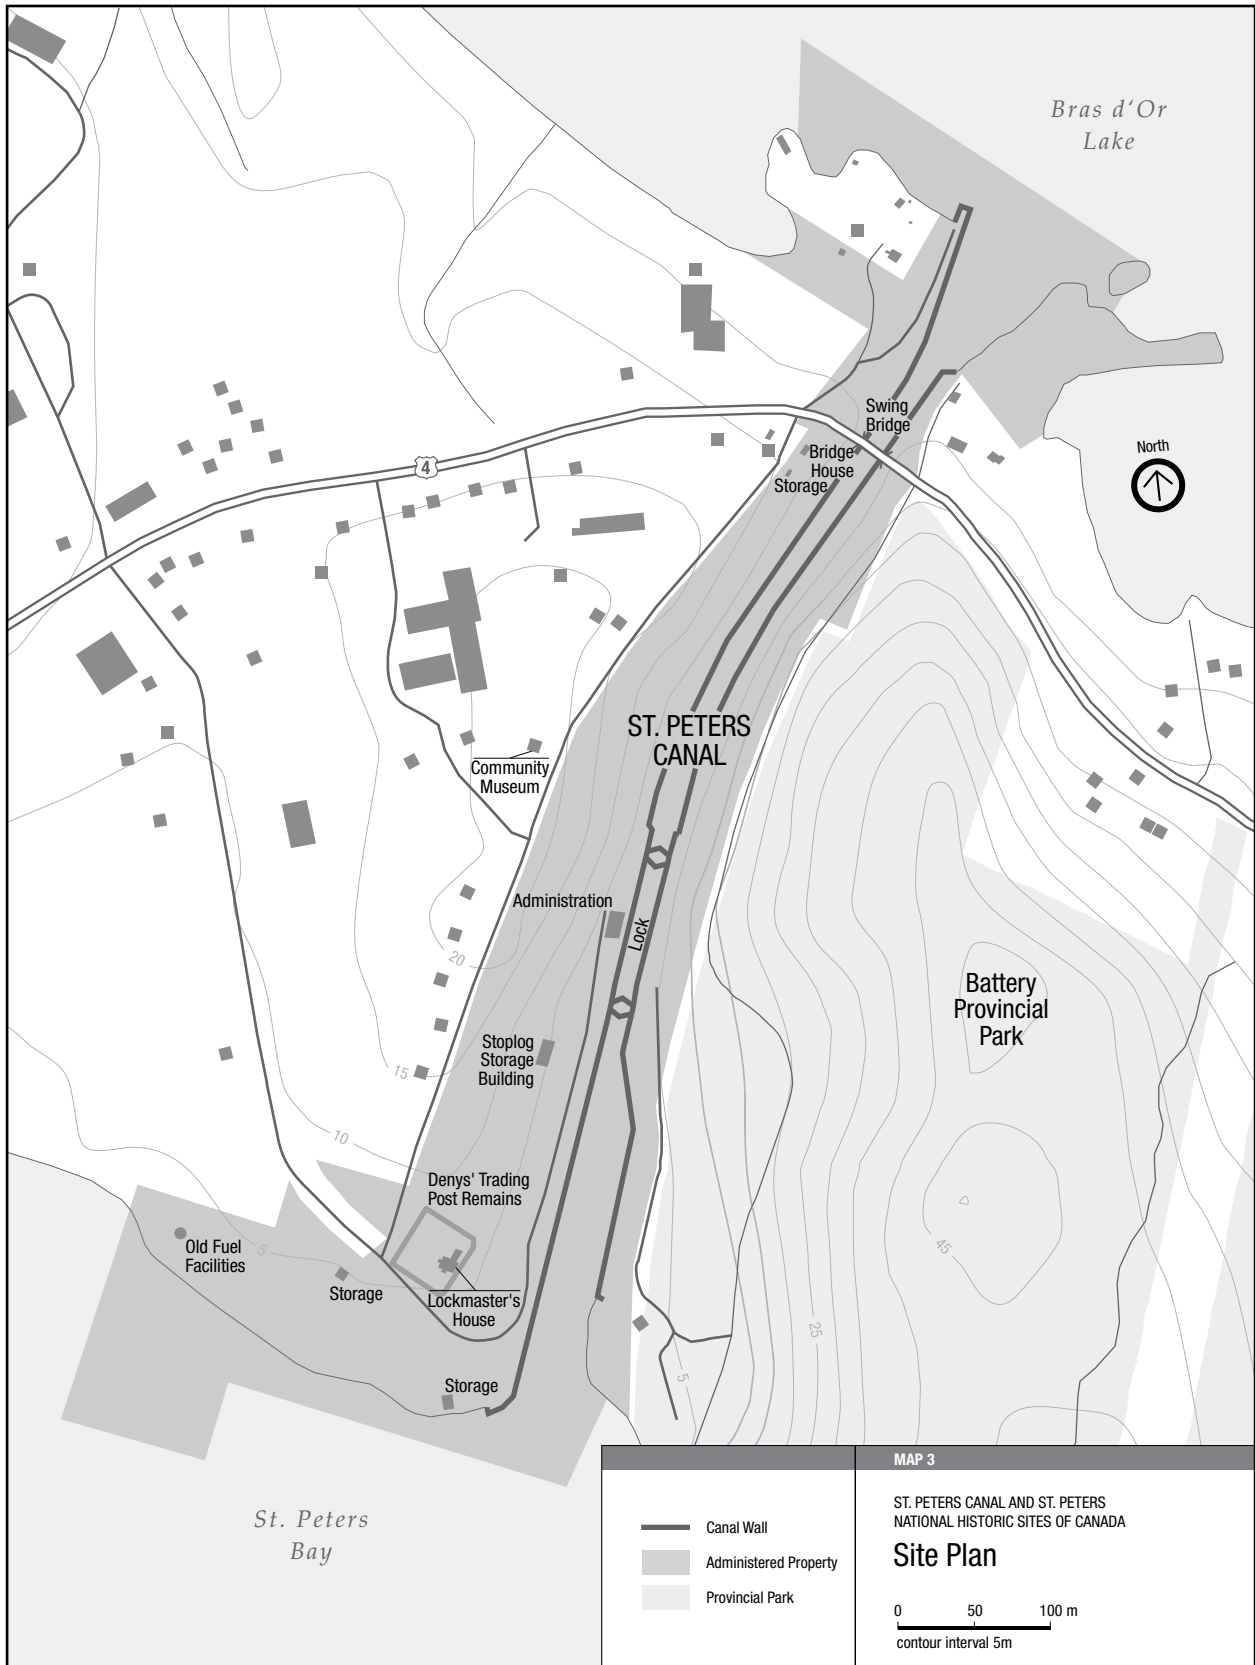 Bras d'Or
Lake
North
Swing
Bridge
4
Bridge
House
Storage
ST. PETERS
CANAL
Community
Museum
Administration
Lock
20
Battery
Provincial
Park
Stoplog
Storage
Building
15
10
Denys' Trading
Post Remains
Old Fuel
Facilities
5
45
Storage
Lockmaster's
House
25
5
Storage
St. Peters
Bay
MAP 3
ST. PETERS CANAL AND ST. PETERS
NATIONAL HISTORIC SITES OF CANADA
Site Plan
Canal Wall
Administered Property
Provincial Park
0 50 100 m
contour interval 5m